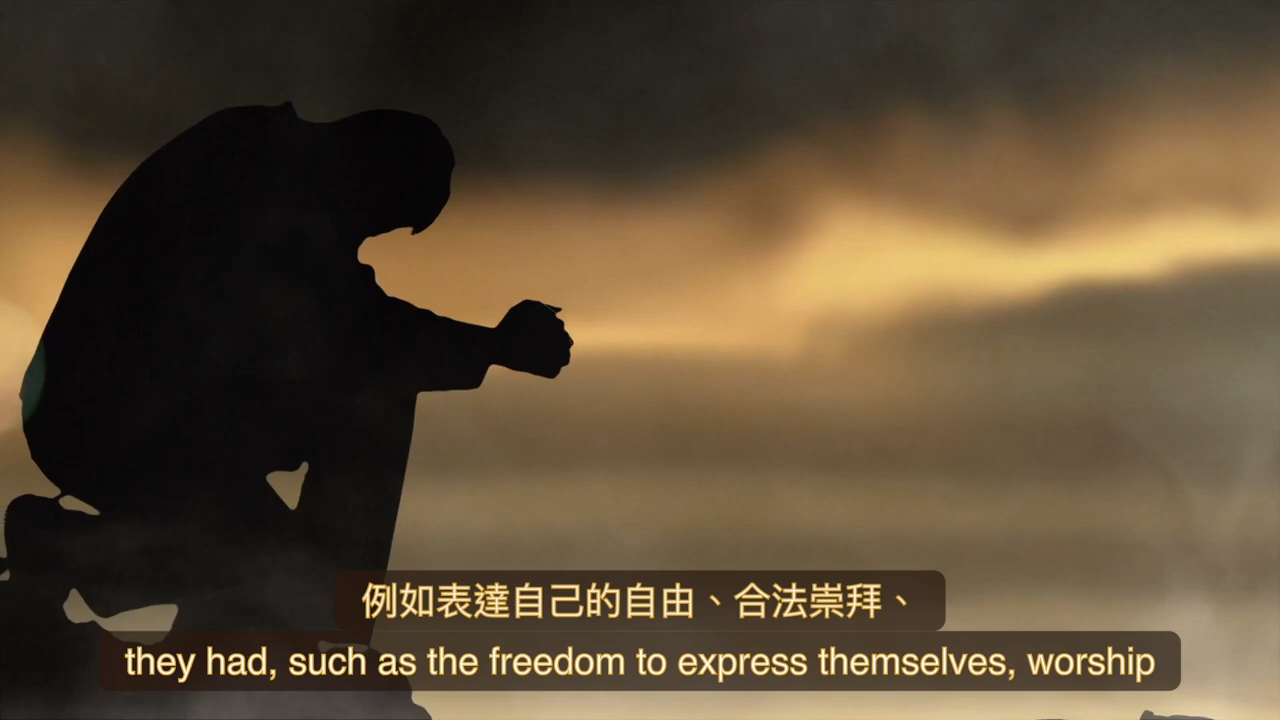 例如表達自己的自由、合法崇拜、
they had, such as the freedom to express themselves, worship